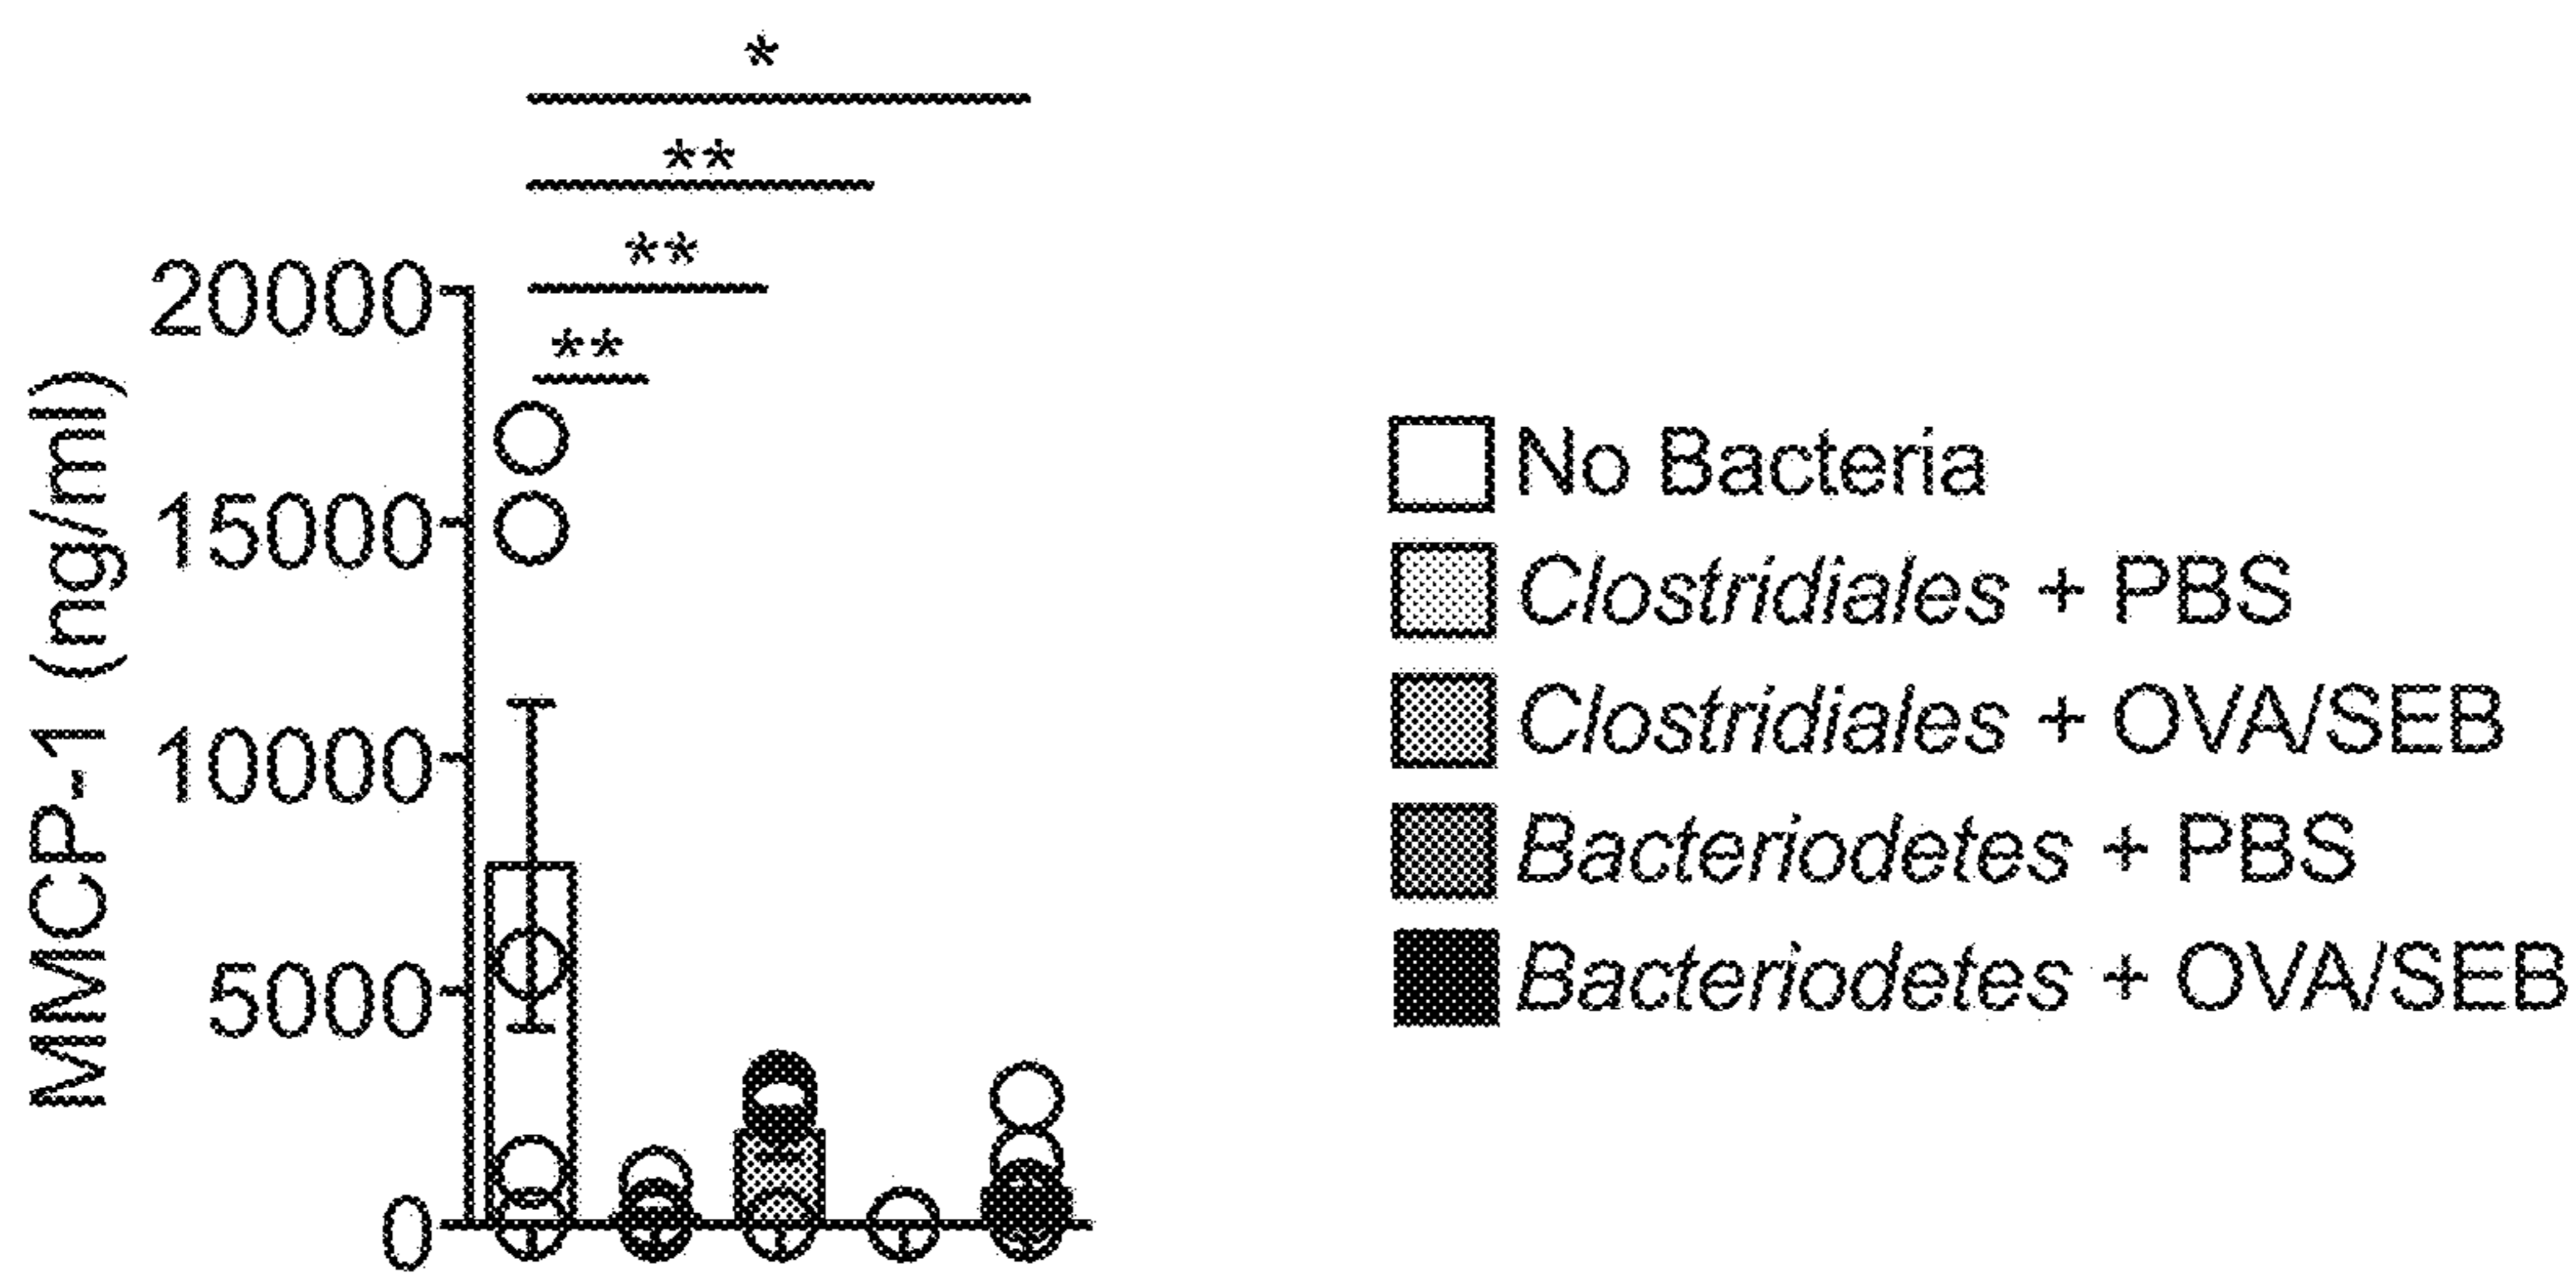 *
**
**
**
20000
15000
10000
5000
0
MMCP-1 (ng/ml)
No Bacteria
Clostridiales + PBS
Clostridiales + OVA/SEB
Bacteriodetes + PBS
Bacteriodetes + OVA/SEB